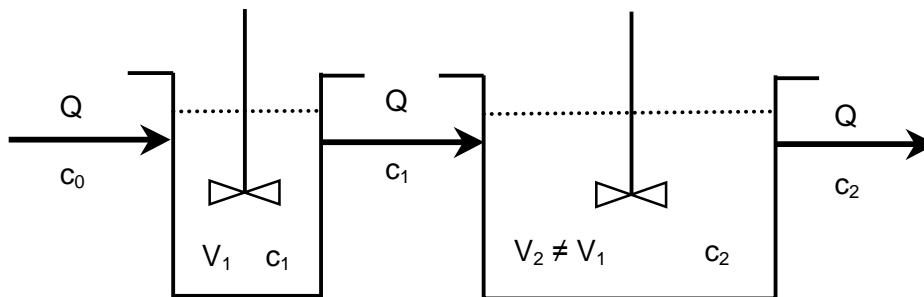 Q
c₀
V₁ c₁
Q
c₁
V₂ ≠ V₁ c₂
Q
c₂